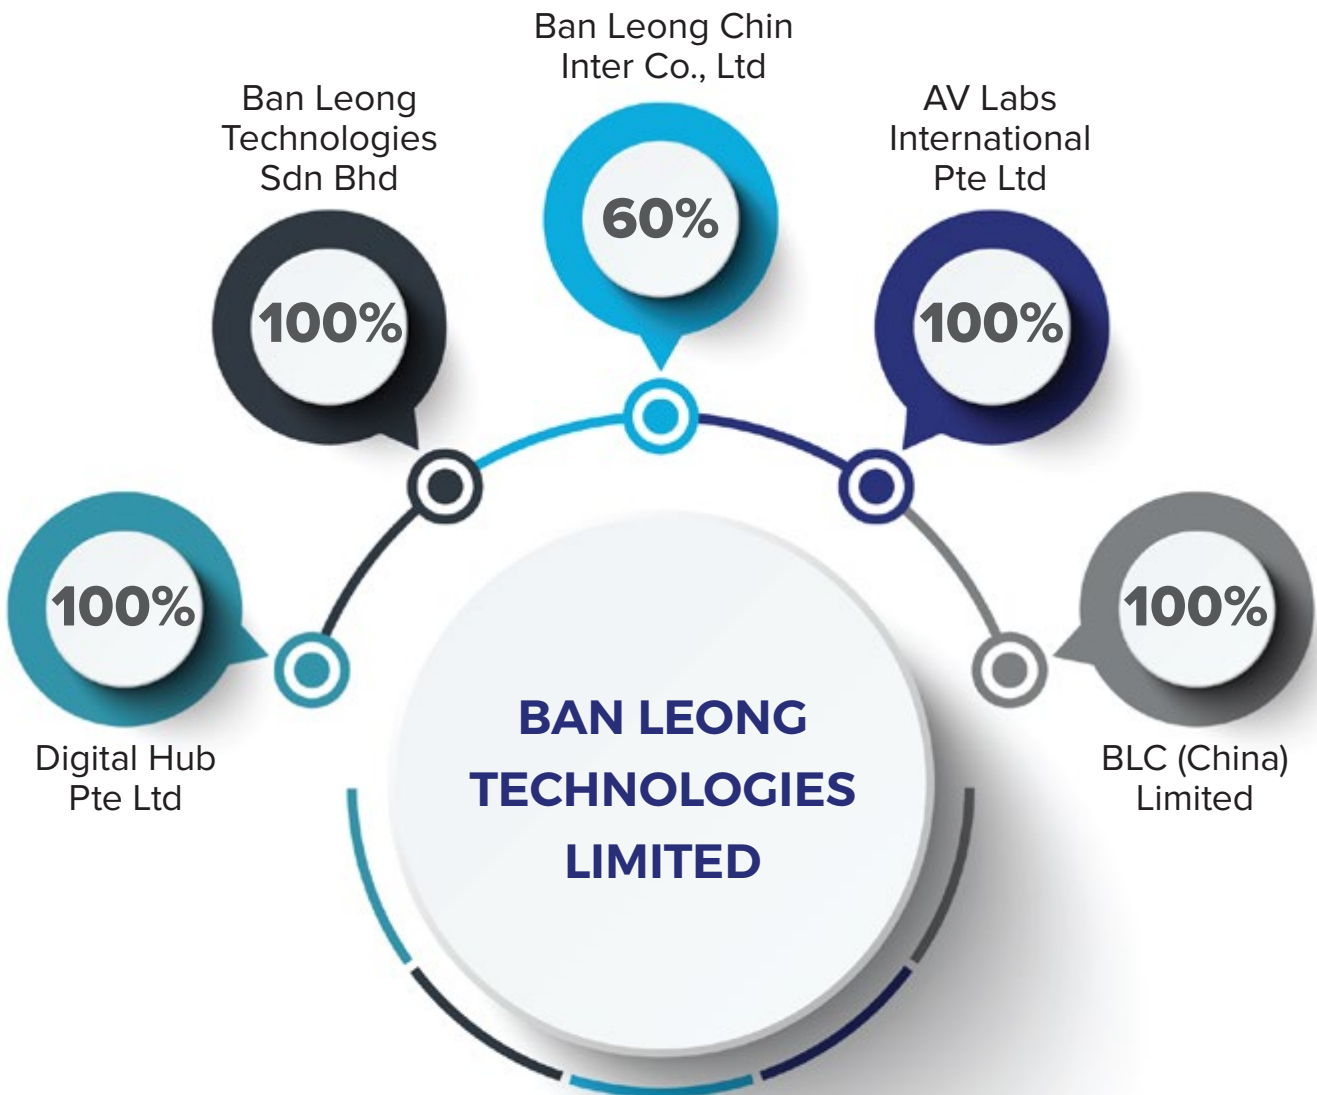 Ban Leong Chin
Inter Co., Ltd
60%
Ban Leong
Technologies
Sdn Bhd
100%
AV Labs
International
Pte Ltd
100%
100%
Digital Hub
Pte Ltd
100%
BLC (China)
Limited
BAN LEONG
TECHNOLOGIES
LIMITED